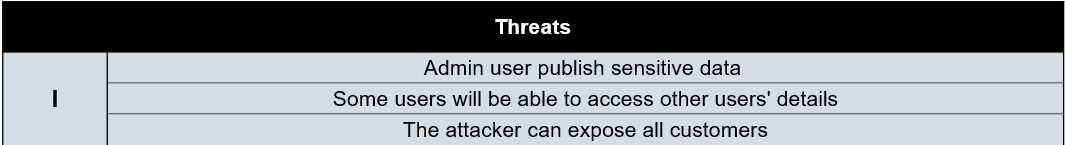 Threats
I
Admin user publish sensitive data
Some users will be able to access other users' details
The attacker can expose all customers